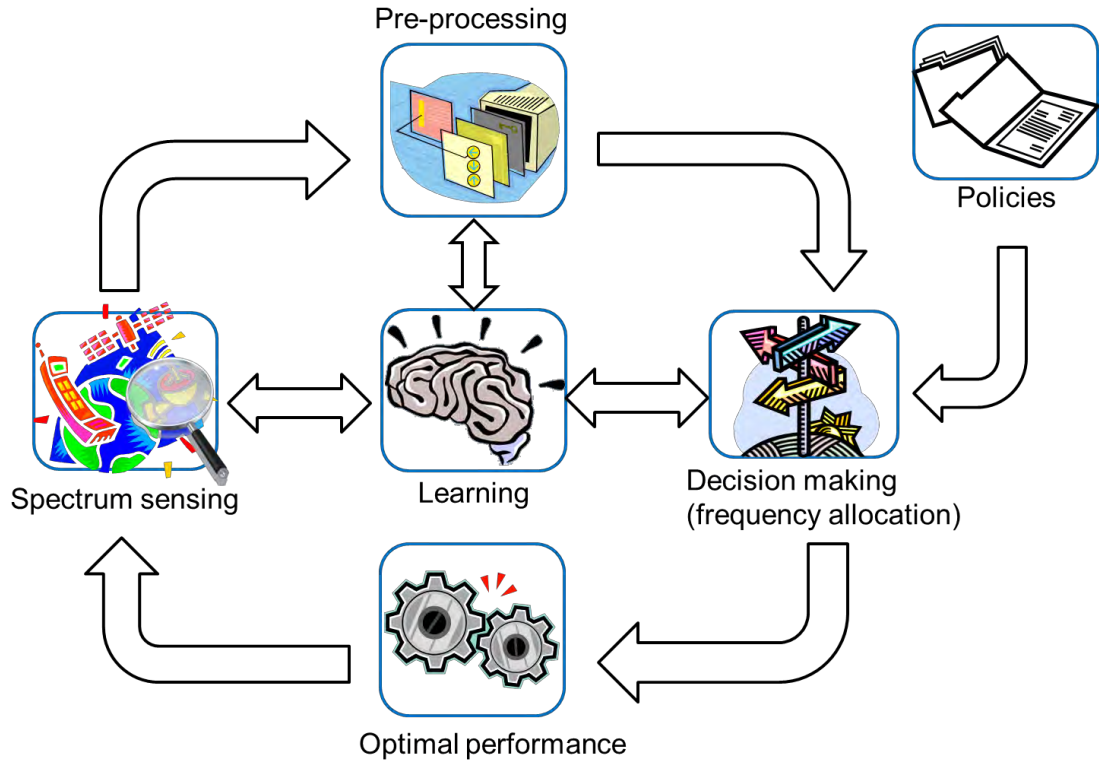 Pre-processing
Policies
Spectrum sensing
Learning
Decision making
(frequency allocation)
Optimal performance